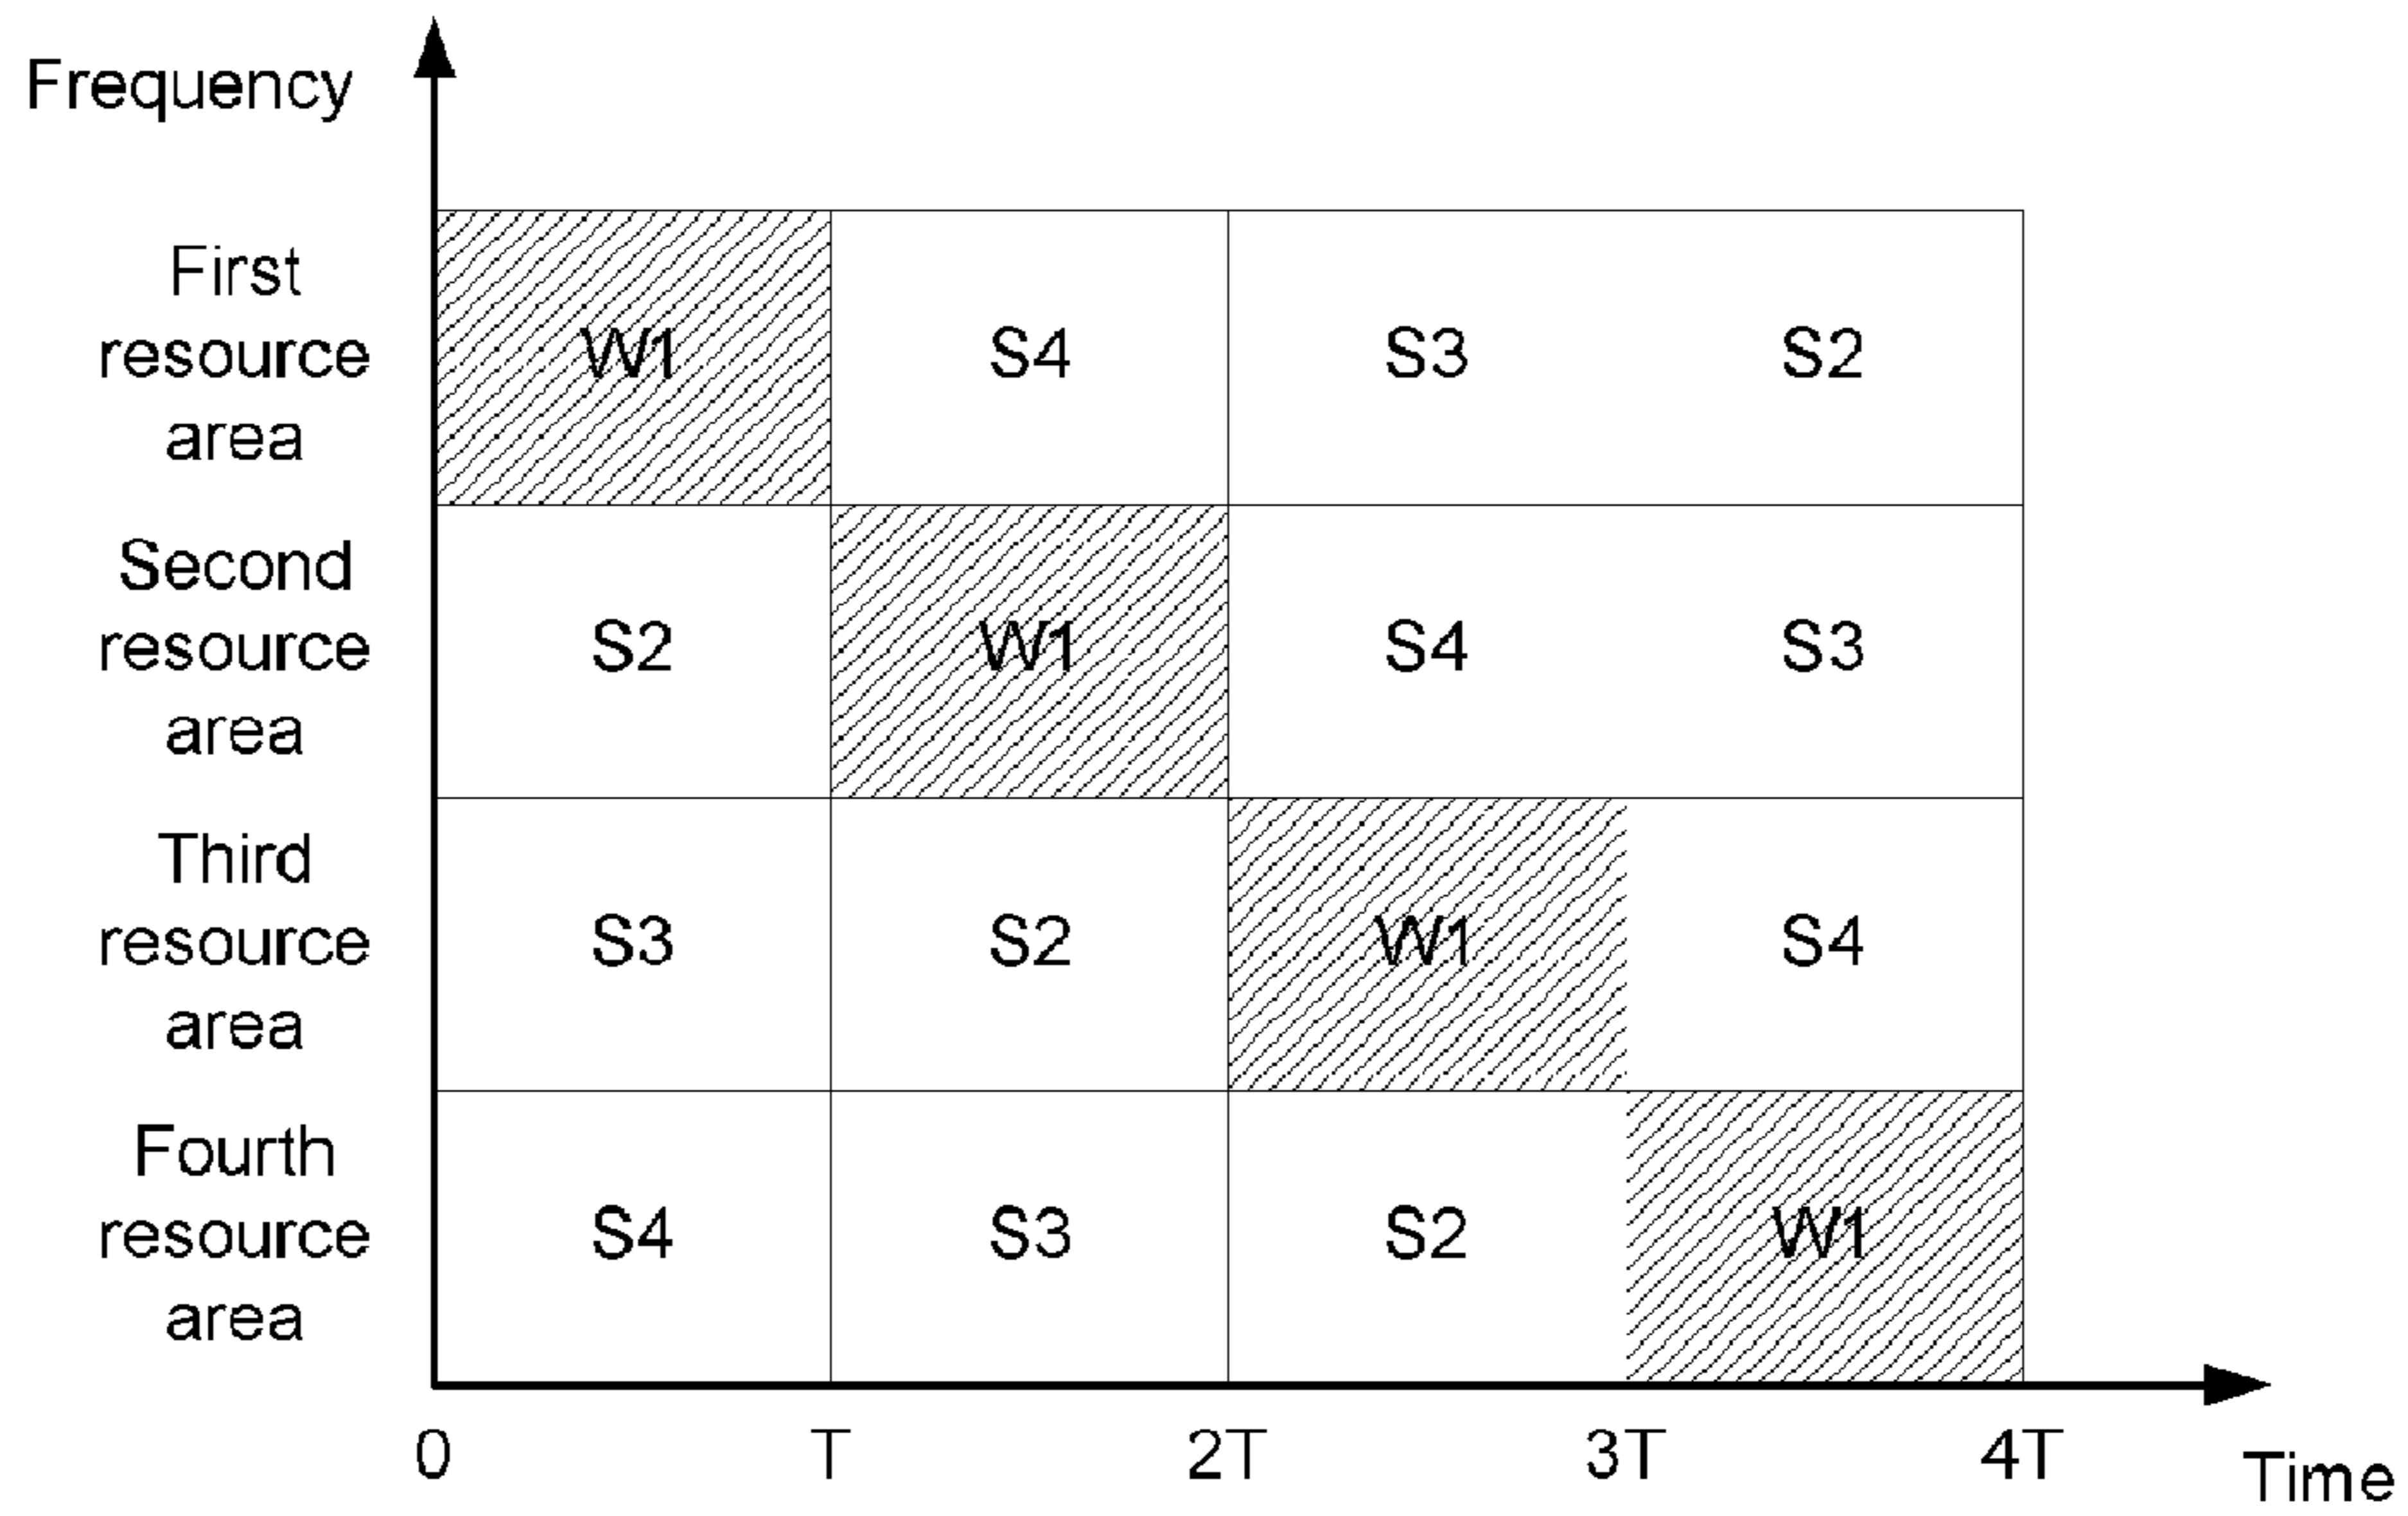 Frequency
First
resource
area
W1 S4 S3 S2
Second
resource
area
S2 W1 S4 S3
Third
resource
area
S3 S2 W1 S4
Fourth
resource
area
S4 S3 S2 W1
0 T 2T 3T 4T
Time